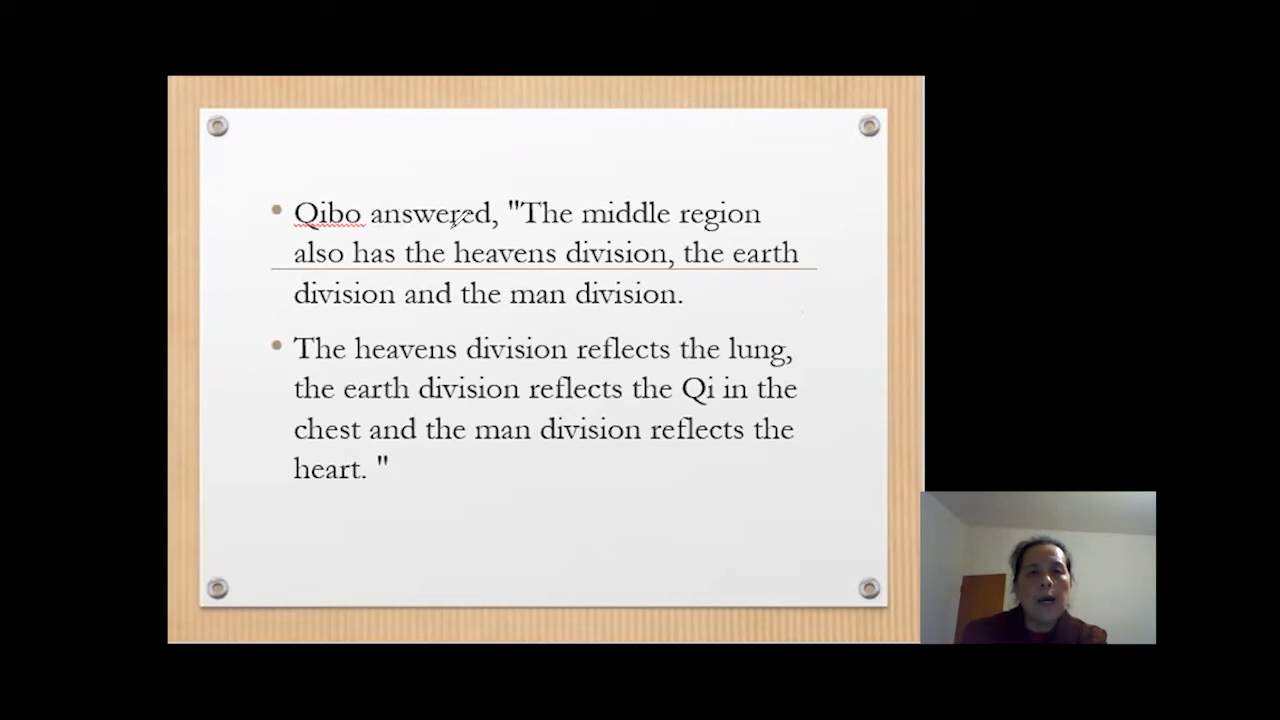 Qibo answered, "The middle region
also has the heavens division, the earth
division and the man division.
The heavens division reflects the lung,
the earth division reflects the Qi in the
chest and the man division reflects the
heart. "